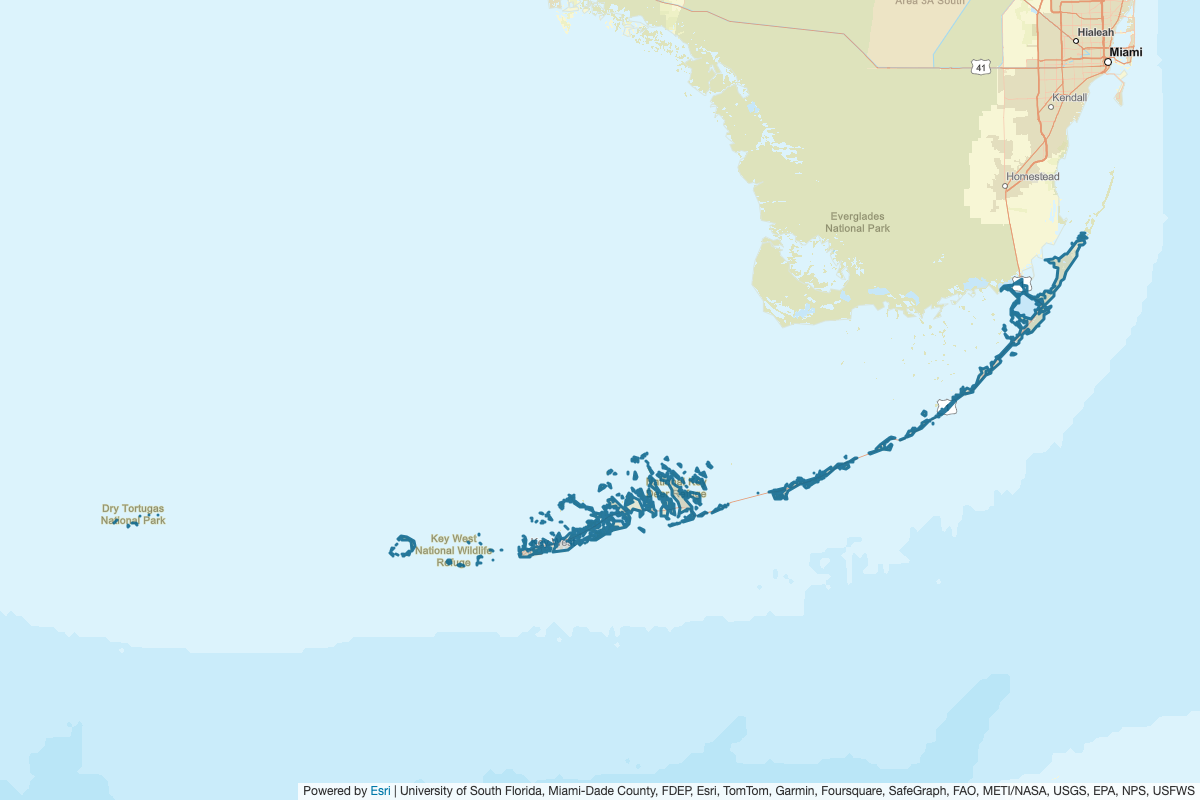 Area 3A South
Hialeah
Miami
41
Kendall
Homestead
Everglades
National Park
Dry Tortugas
National Park
Key West
National Wildlife
Refuge
Powered by Esri | University of South Florida, Miami-Dade County, FDEP, Esri, TomTom, Garmin, Foursquare, SafeGraph, FAO, METI/NASA, USGS, EPA, NPS, USFWS